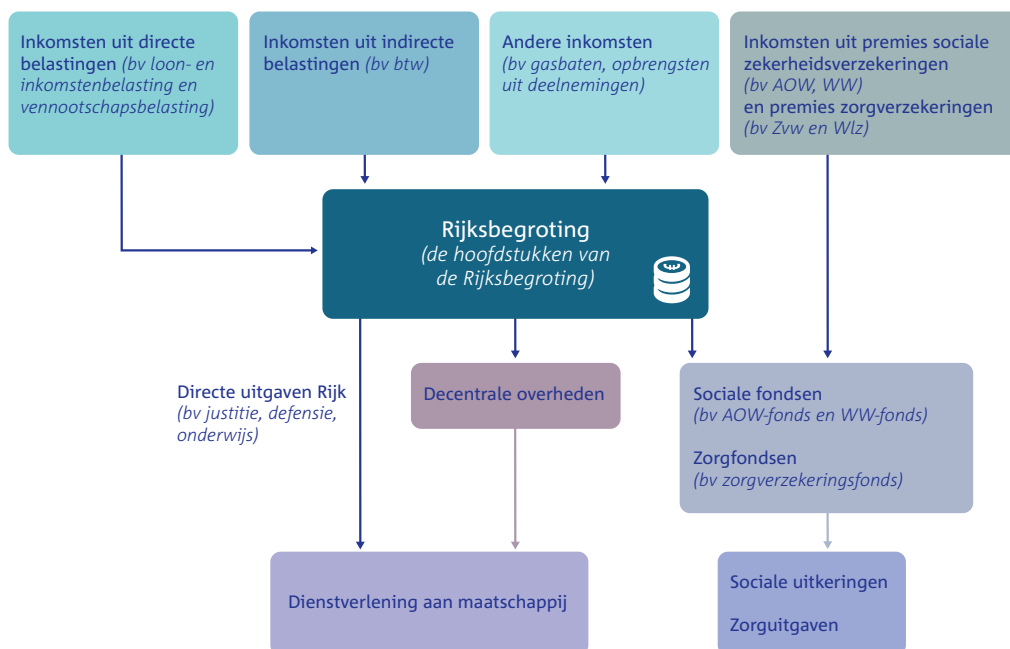 Inkomsten uit directe
belastingen (bv loon- en
inkomstenbelasting en
vennootschapsbelasting)
Inkomsten uit indirecte
belastingen (bv btw)
Andere inkomsten
(bv gasbaten, opbrengsten
uit deelnemingen)
Inkomsten uit premies sociale
zekerheidsverzekeringen
(bv AOW, WW)
en premies zorgverzekeringen
(bv Zvw en Wlz)
Rijksbegroting
(de hoofdstukken van
de Rijksbegroting)
Directe uitgaven Rijk
(bv justitie, defensie,
onderwijs)
Decentrale overheden
Sociale fondsen
(bv AOW-fonds en WW-fonds)
Zorgfondsen
(bv zorgverzekeringsfonds)
Dienstverlening aan maatschappij
Sociale uitkeringen
Zorguitgaven